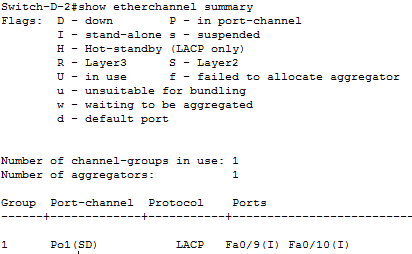 Switch-D-2#show etherchannel summary
Flags:  D - down        P - in port-channel
        I - stand-alone s - suspended
        H - Hot-standby (LACP only)
        R - Layer3      S - Layer2
        U - in use      f - failed to allocate aggregator
        u - unsuitable for bundling
        w - waiting to be aggregated
        d - default port
Number of channel-groups in use: 1
Number of aggregators:           1
Group  Port-channel  Protocol    Ports
------+-------------+-----------+----------------------------
1      Po1(SD)           LACP   Fa0/9(I) Fa0/10(I)